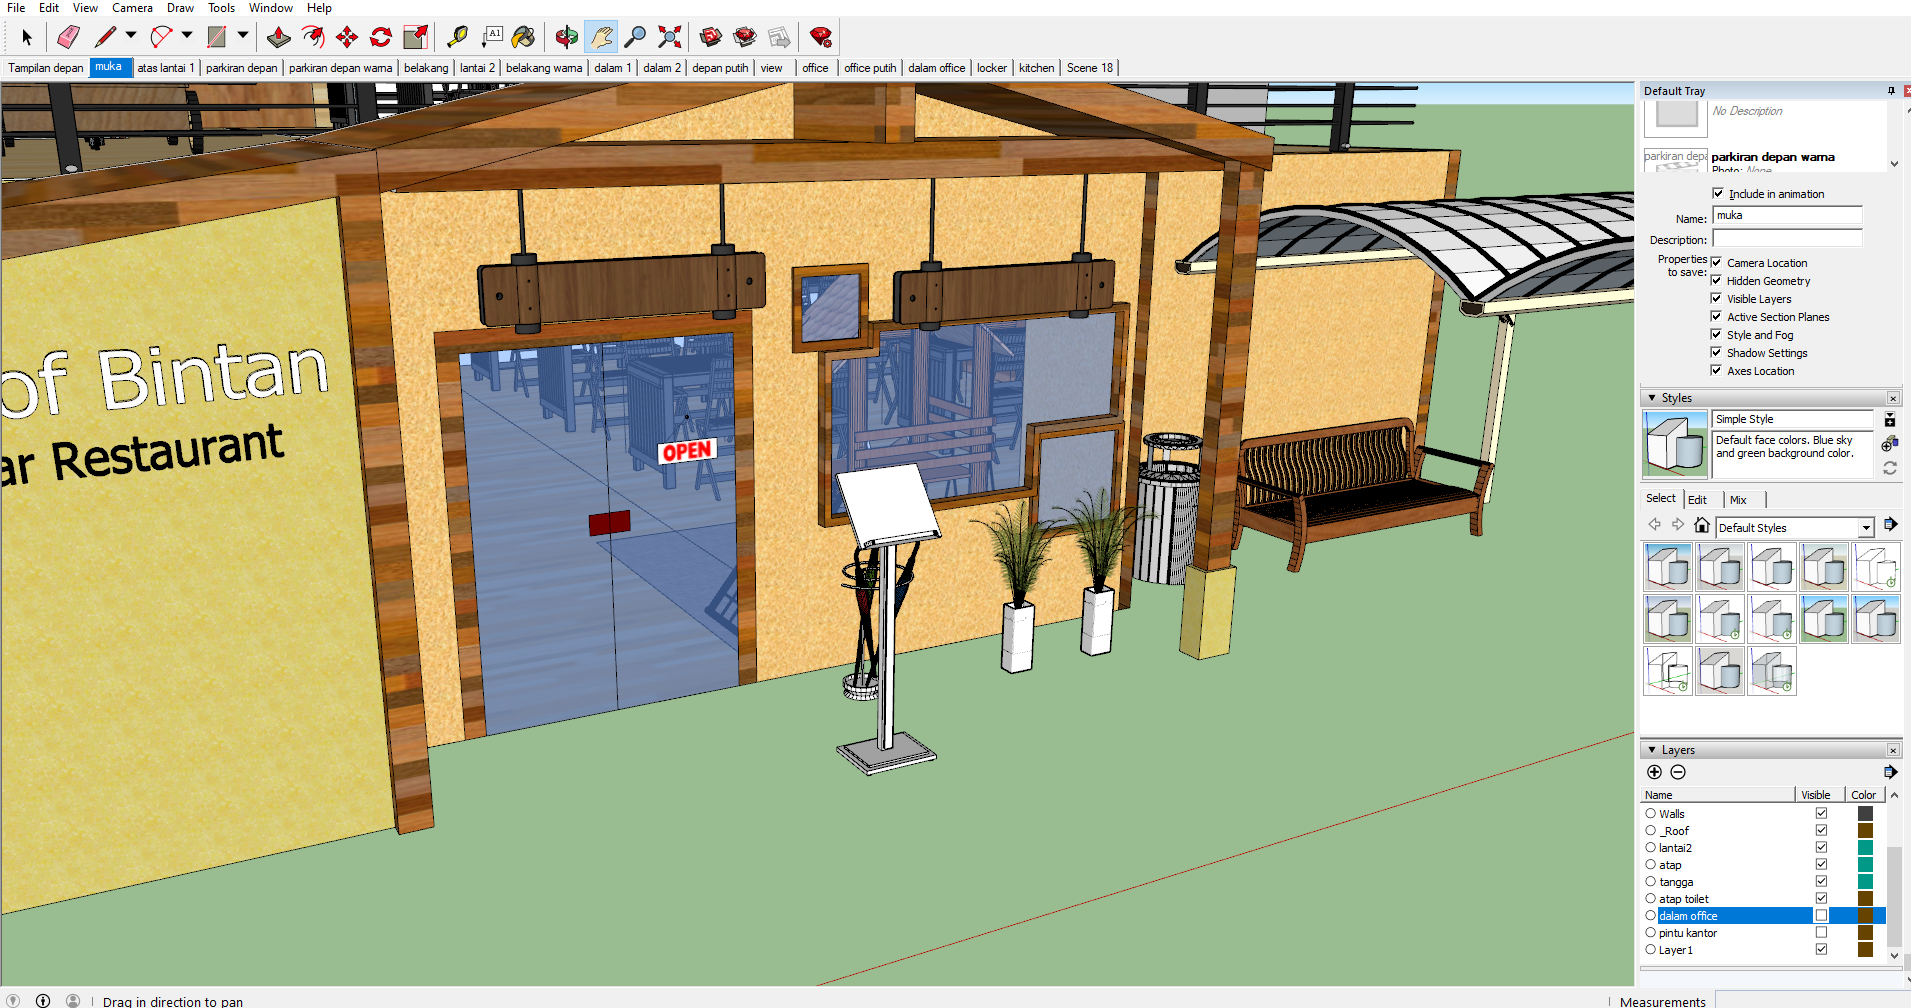 File Edit View Camera Draw Tools Window Help
A1
Tampilan depan muka atas lantai 1 parkiran depan parkiran depan warna belakang lantai 2 belakang warna dalam 1 dalam 2 depan putih view office office putih dalam office locker kitchen Scene 18
of Bintan
ar Restaurant
OPEN
Default Tray
No Description
parkiran depa
parkiran depan warna
Photo: None
Include in animation
Name: muka
Description:
Properties to save:
Camera Location
Hidden Geometry
Visible Layers
Active Section Planes
Style and Fog
Shadow Settings
Axes Location
Styles
Simple Style
Default face colors. Blue sky
and green background color.
Select Edit Mix
Default Styles
Layers
Name Visible Color
Walls
_Roof
lantai2
atap
tangga
atap toilet
dalam office
pintu kantor
Layer1
Drag in direction to pan
Measurements